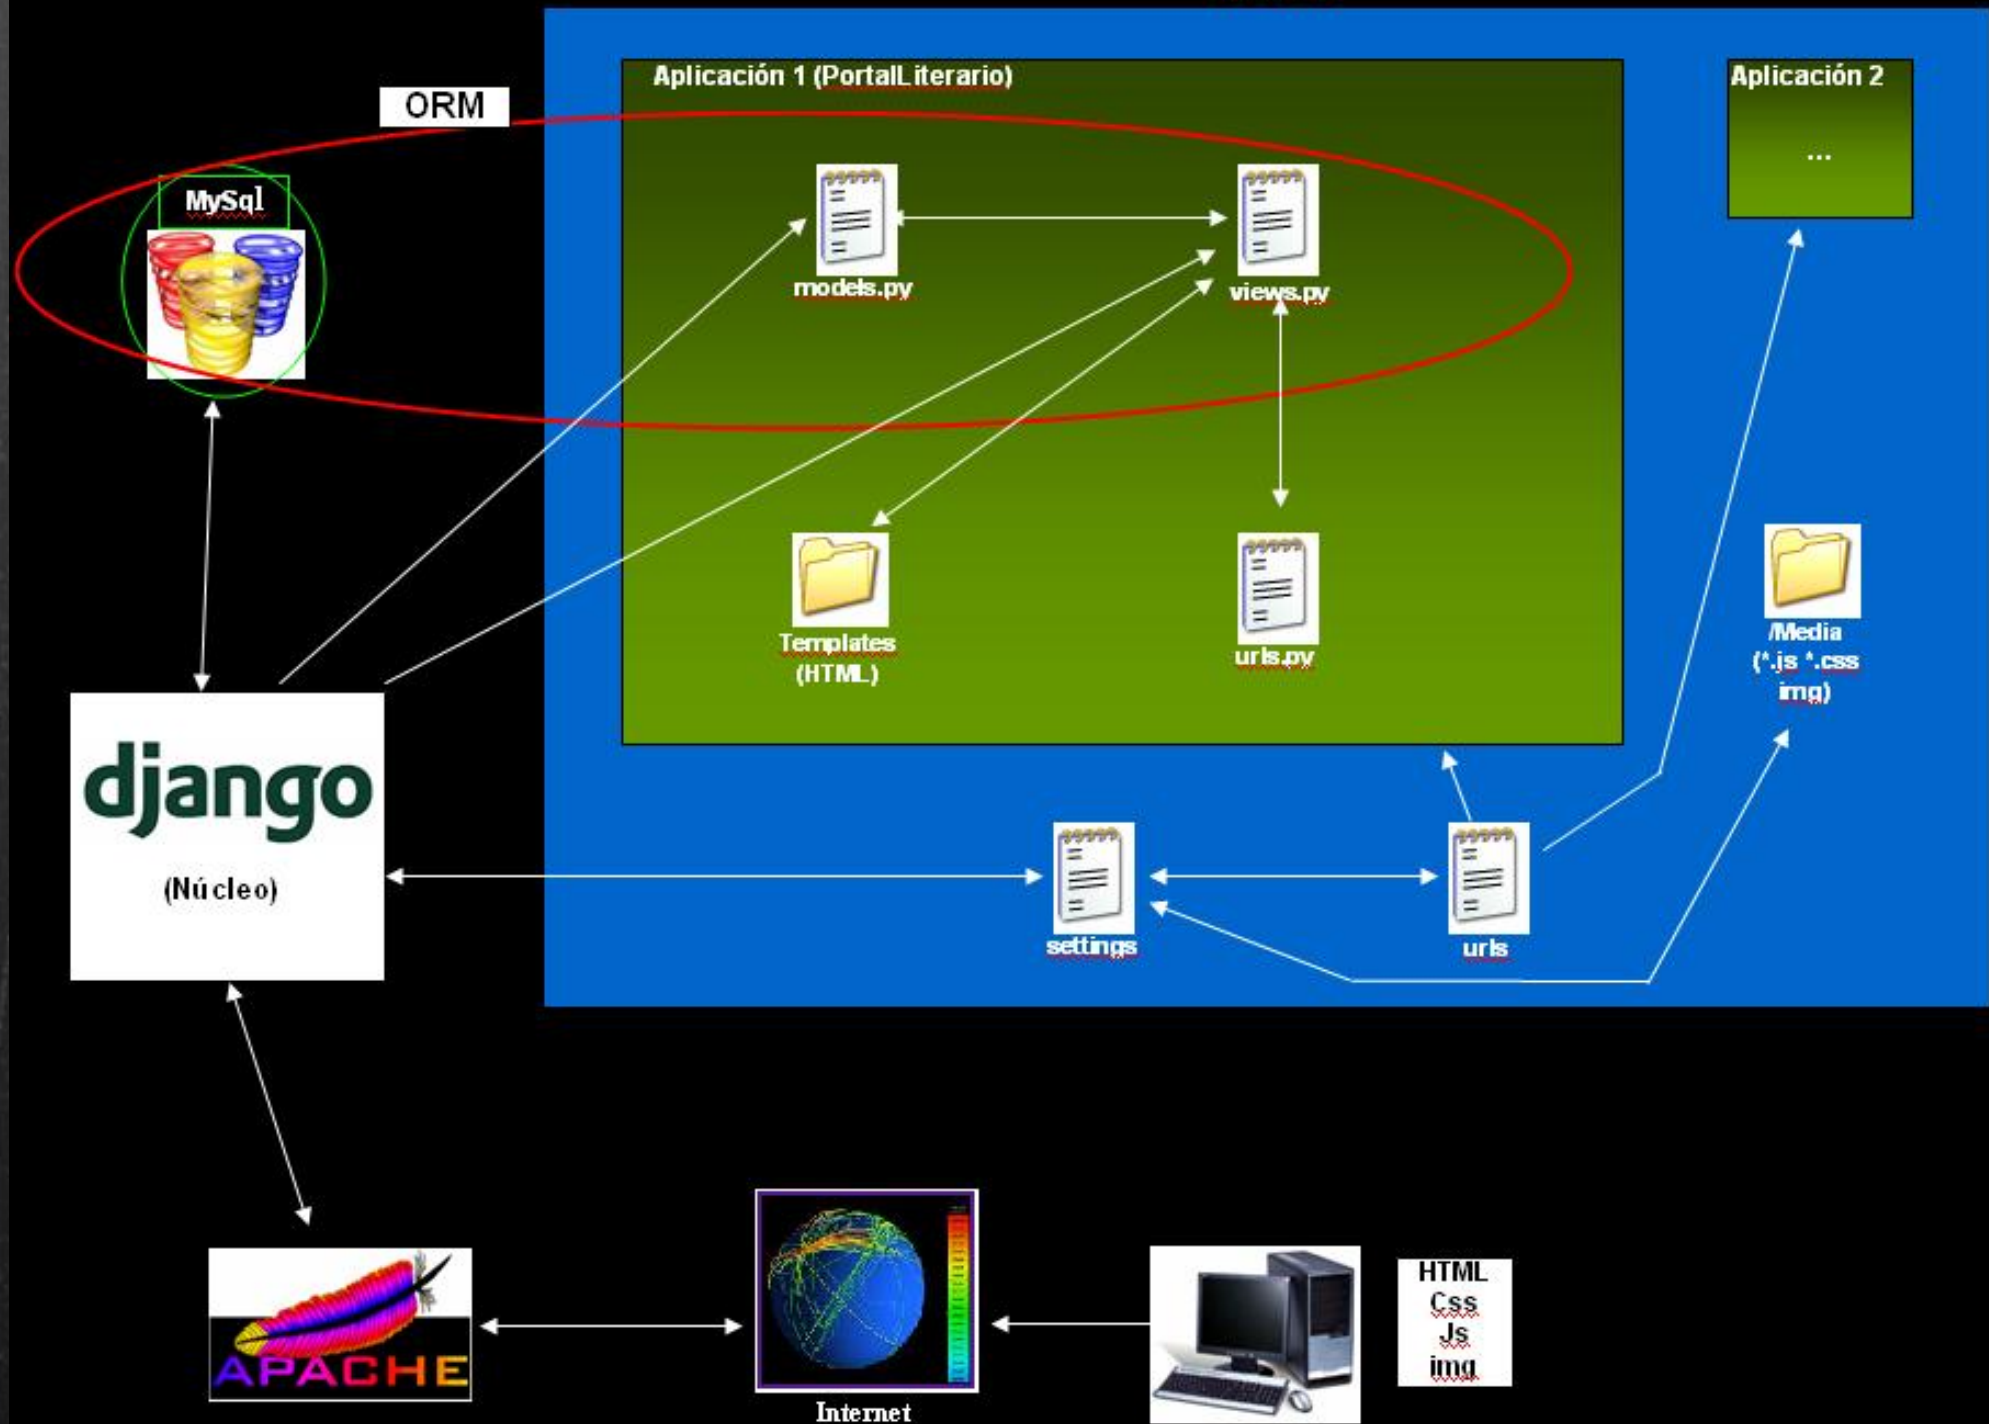 Aplicación 1 (PortalLiterario)
Aplicación 2
...
ORM
MySql
models.py
views.py
Templates
(HTML)
urls.py
/Media
(*.js *.css
img)
django
(Núcleo)
settings
urls
APACHE
Internet
HTML
Css
Js
img